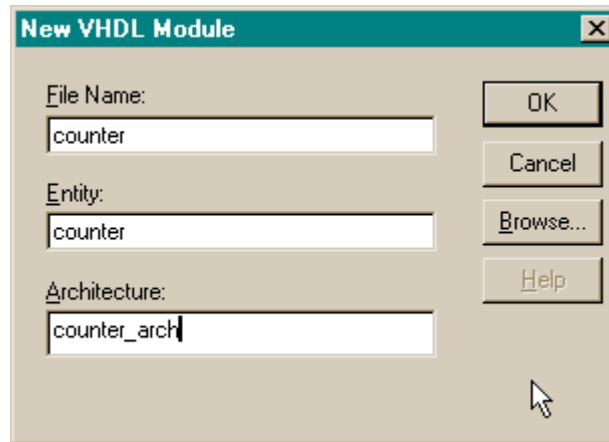 New VHDL Module
File Name:
counter
Entity:
counter
Architecture:
counter_arch
OK
Cancel
Browse...
Help